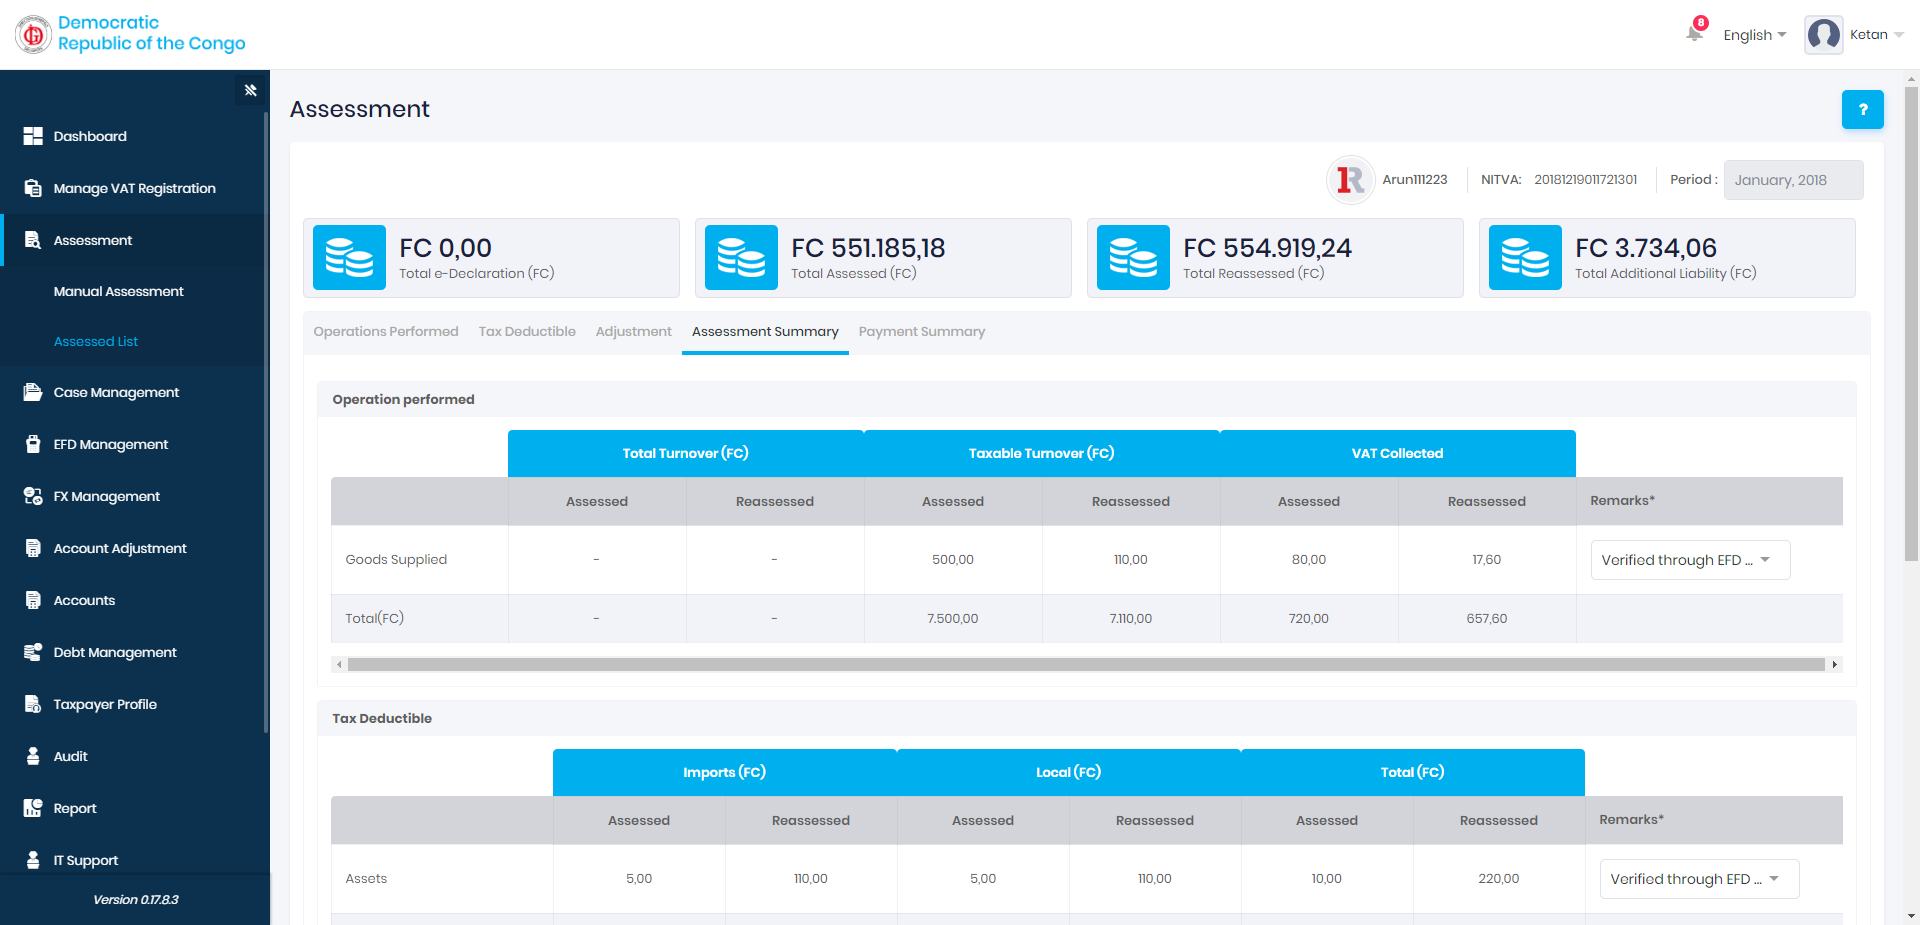 Democratic
Republic of the Congo
8
English
Ketan
Dashboard
Manage VAT Registration
Assessment
Manual Assessment
Assessed List
Case Management
EFD Management
FX Management
Account Adjustment
Accounts
Debt Management
Taxpayer Profile
Audit
Report
IT Support
Version 0.17.8.3
Assessment
?
1R Arun111223 NITVA: 20181219011721301 Period : January, 2018
FC 0,00
Total e-Declaration (FC)
FC 551.185,18
Total Assessed (FC)
FC 554.919,24
Total Reassessed (FC)
FC 3.734,06
Total Additional Liability (FC)
Operations Performed Tax Deductible Adjustment Assessment Summary Payment Summary
Operation performed
Total Turnover (FC) Taxable Turnover (FC) VAT Collected
Assessed Reassessed Assessed Reassessed Assessed Reassessed Remarks*
Goods Supplied - - 500,00 110,00 80,00 17,60 Verified through EFD ...
Total(FC) - - 7.500,00 7.110,00 720,00 657,60
Tax Deductible
Imports (FC) Local (FC) Total (FC)
Assessed Reassessed Assessed Reassessed Assessed Reassessed Remarks*
Assets 5,00 110,00 5,00 110,00 10,00 220,00 Verified through EFD ...